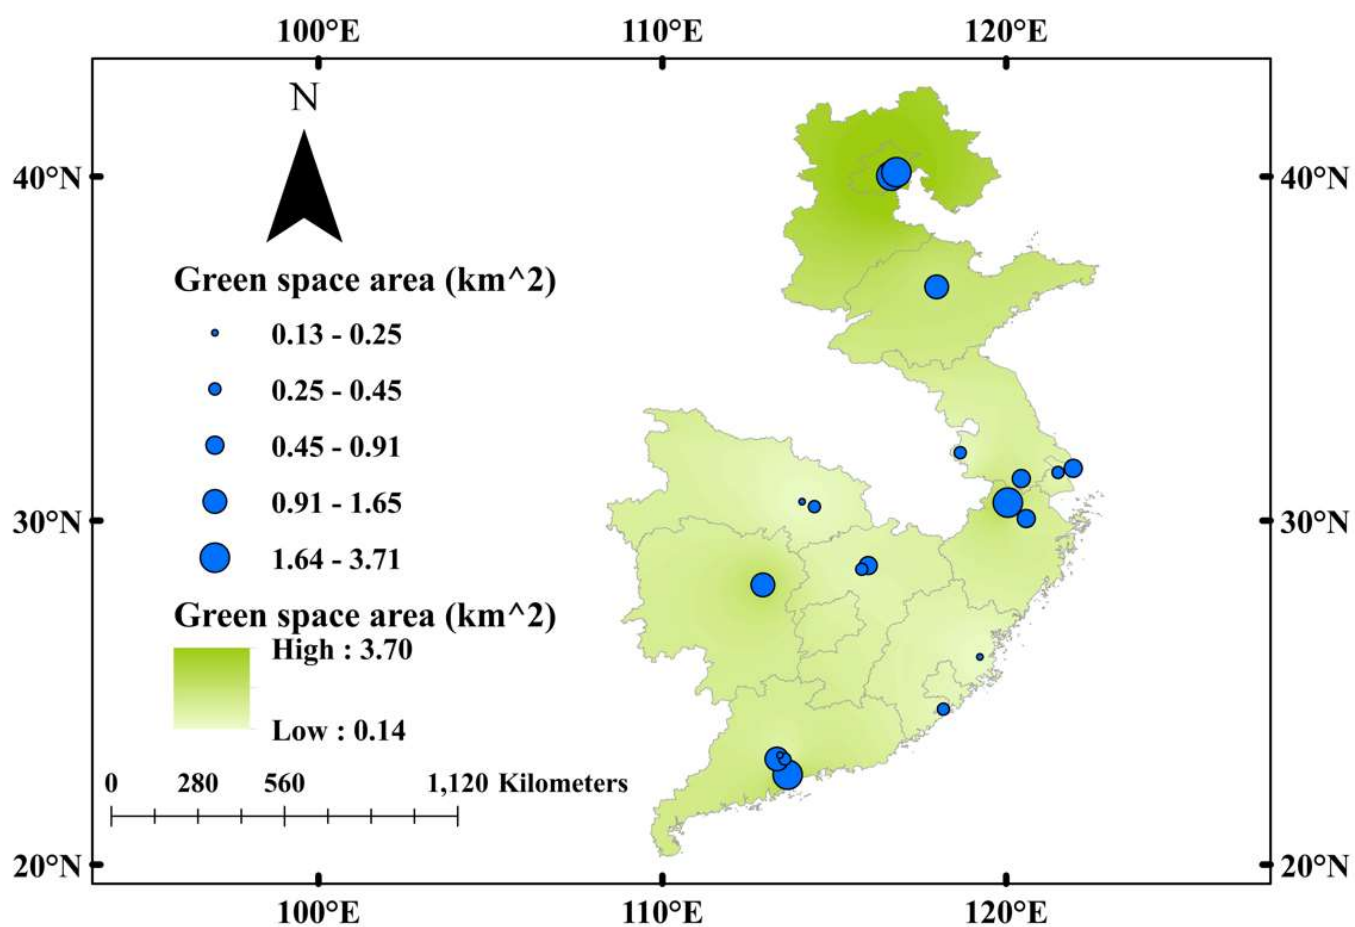 100°E 110°E 120°E
N
40°N 40°N
Green space area (km^2)
0.13 - 0.25
0.25 - 0.45
0.45 - 0.91
0.91 - 1.65
1.64 - 3.71
30°N 30°N
Green space area (km^2)
High : 3.70
Low : 0.14
0 280 560 1,120 Kilometers
20°N 20°N
100°E 110°E 120°E